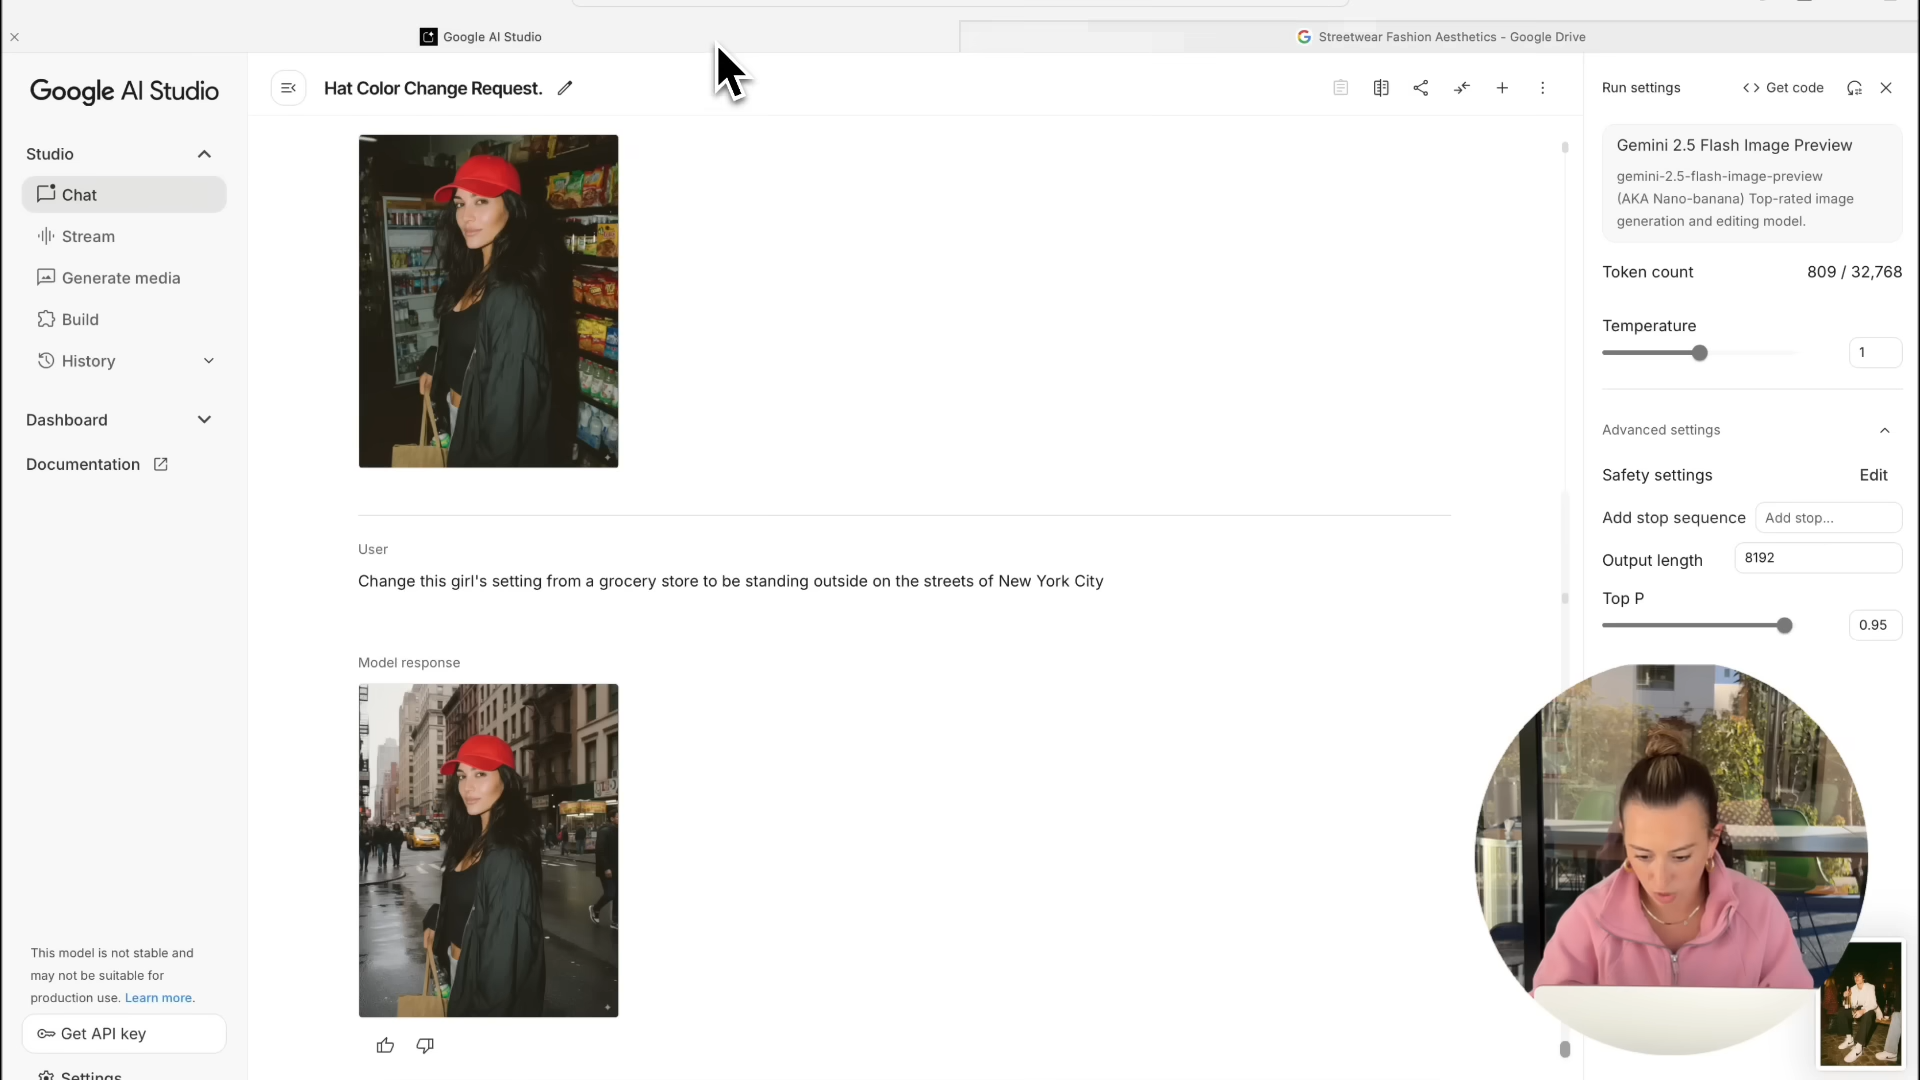 Google AI Studio
Streetwear Fashion Aesthetics - Google Drive
Google AI Studio
Hat Color Change Request.
Run settings
Get code
Studio
Chat
Stream
Generate media
Build
History
Dashboard
Documentation
Gemini 2.5 Flash Image Preview
gemini-2.5-flash-image-preview
(AKA Nano-banana) Top-rated image
generation and editing model.
Token count 809 / 32,768
Temperature
1
Advanced settings
Safety settings Edit
Add stop sequence Add stop...
Output length 8192
Top P
0.95
User
Change this girl's setting from a grocery store to be standing outside on the streets of New York City
Model response
This model is not stable and
may not be suitable for
production use. Learn more.
Get API key
Settings